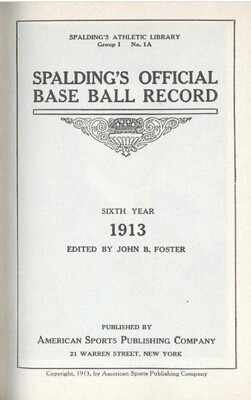 SPALDING'S ATHLETIC LIBRARY
Group I No. 1A
SPALDING'S OFFICIAL
BASE BALL RECORD
SIXTH YEAR
1913
EDITED BY JOHN B. FOSTER
PUBLISHED BY
AMERICAN SPORTS PUBLISHING COMPANY
21 WARREN STREET, NEW YORK
Copyright, 1913, by American Sports Publishing Company